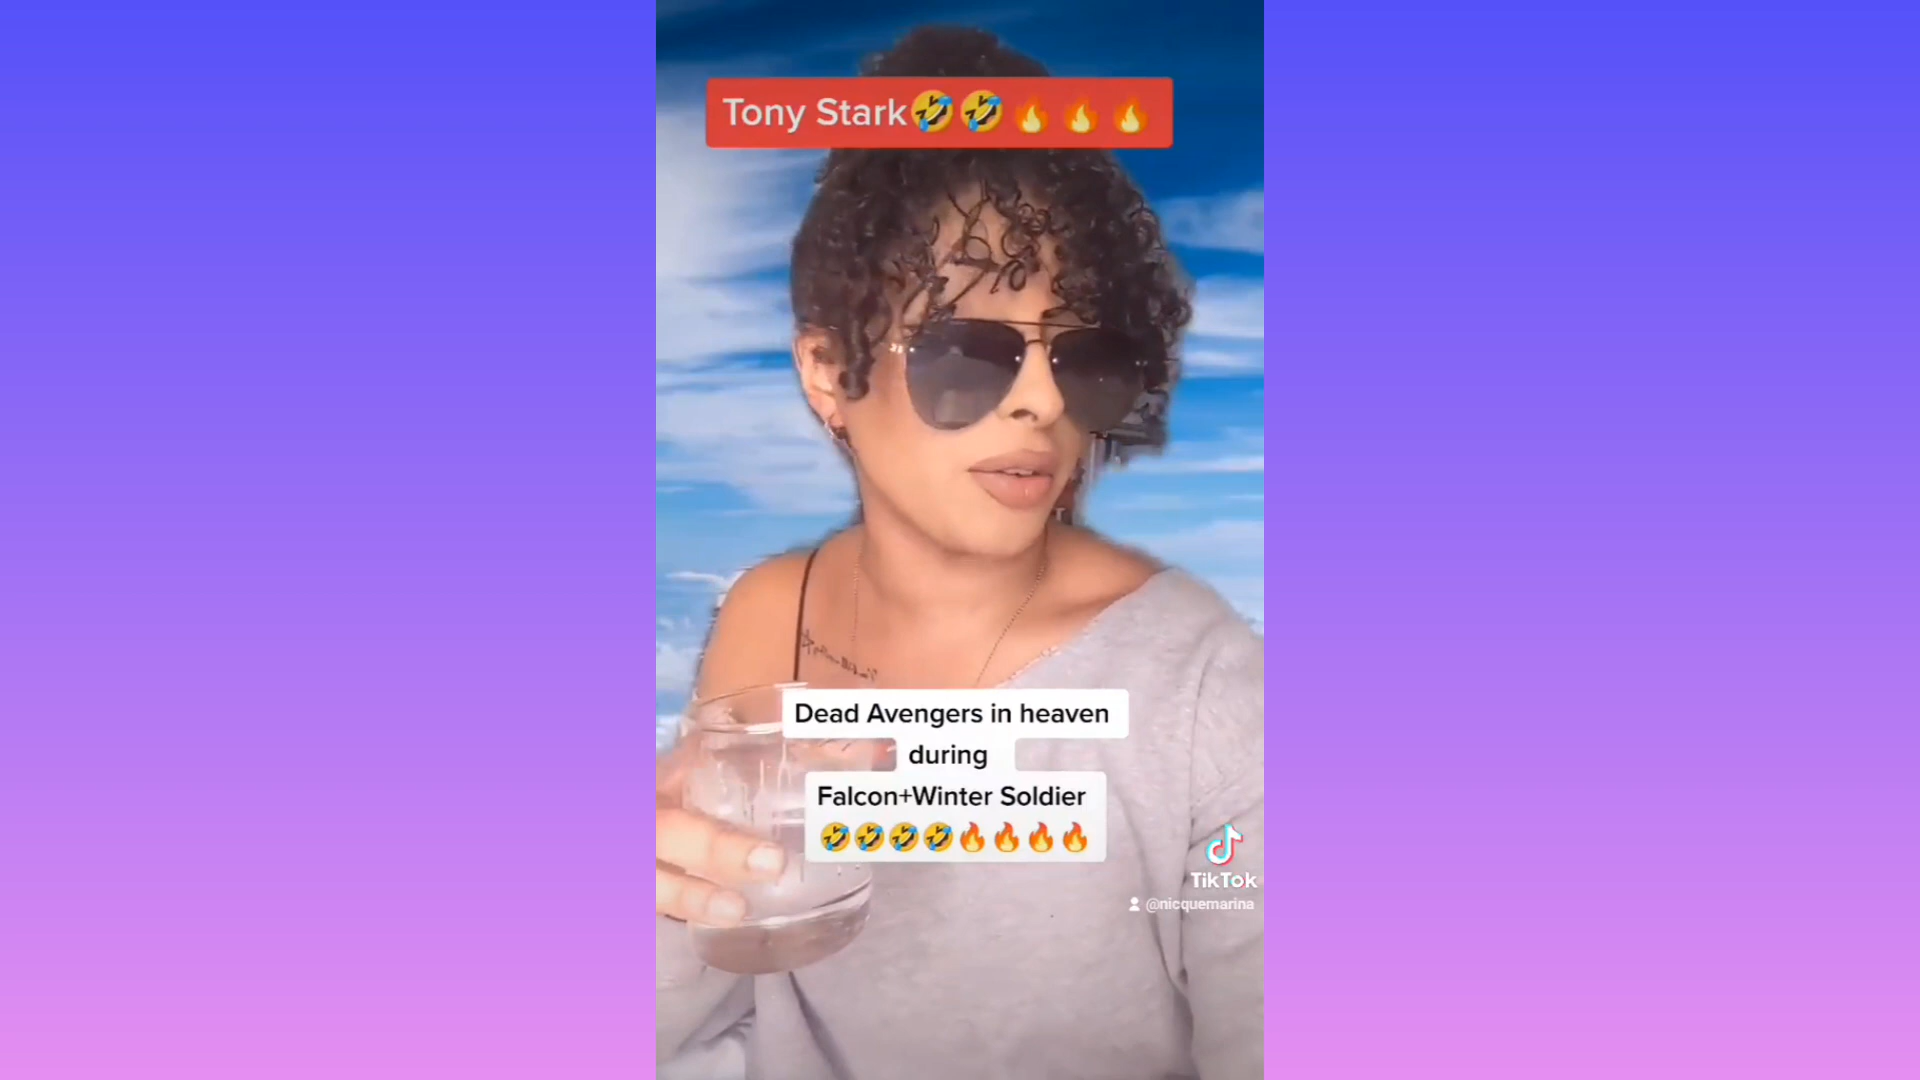 Tony Stark🤣🤣🔥🔥🔥
Dead Avengers in heaven
during
Falcon+Winter Soldier
🤣🤣🤣🤣🔥🔥🔥🔥
TikTok
@nicquemarina